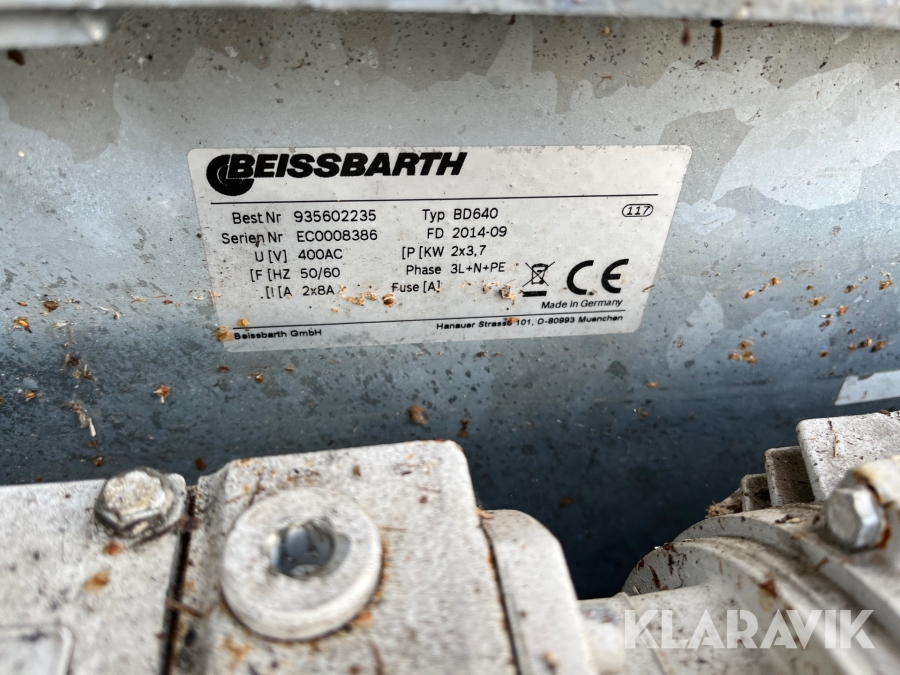 BEISSBARTH
Best Nr 935602235 Typ BD640 117
Serien Nr EC0008386 FD 2014-09
U [V] 400AC [P [KW 2x3,7
[F [HZ 50/60 Phase 3L+N+PE
[I [A 2x8A Fuse [A] CE
Made in Germany
Beissbarth GmbH Hanauer Strasse 101, D-80993 Muenchen
KLARAVIK